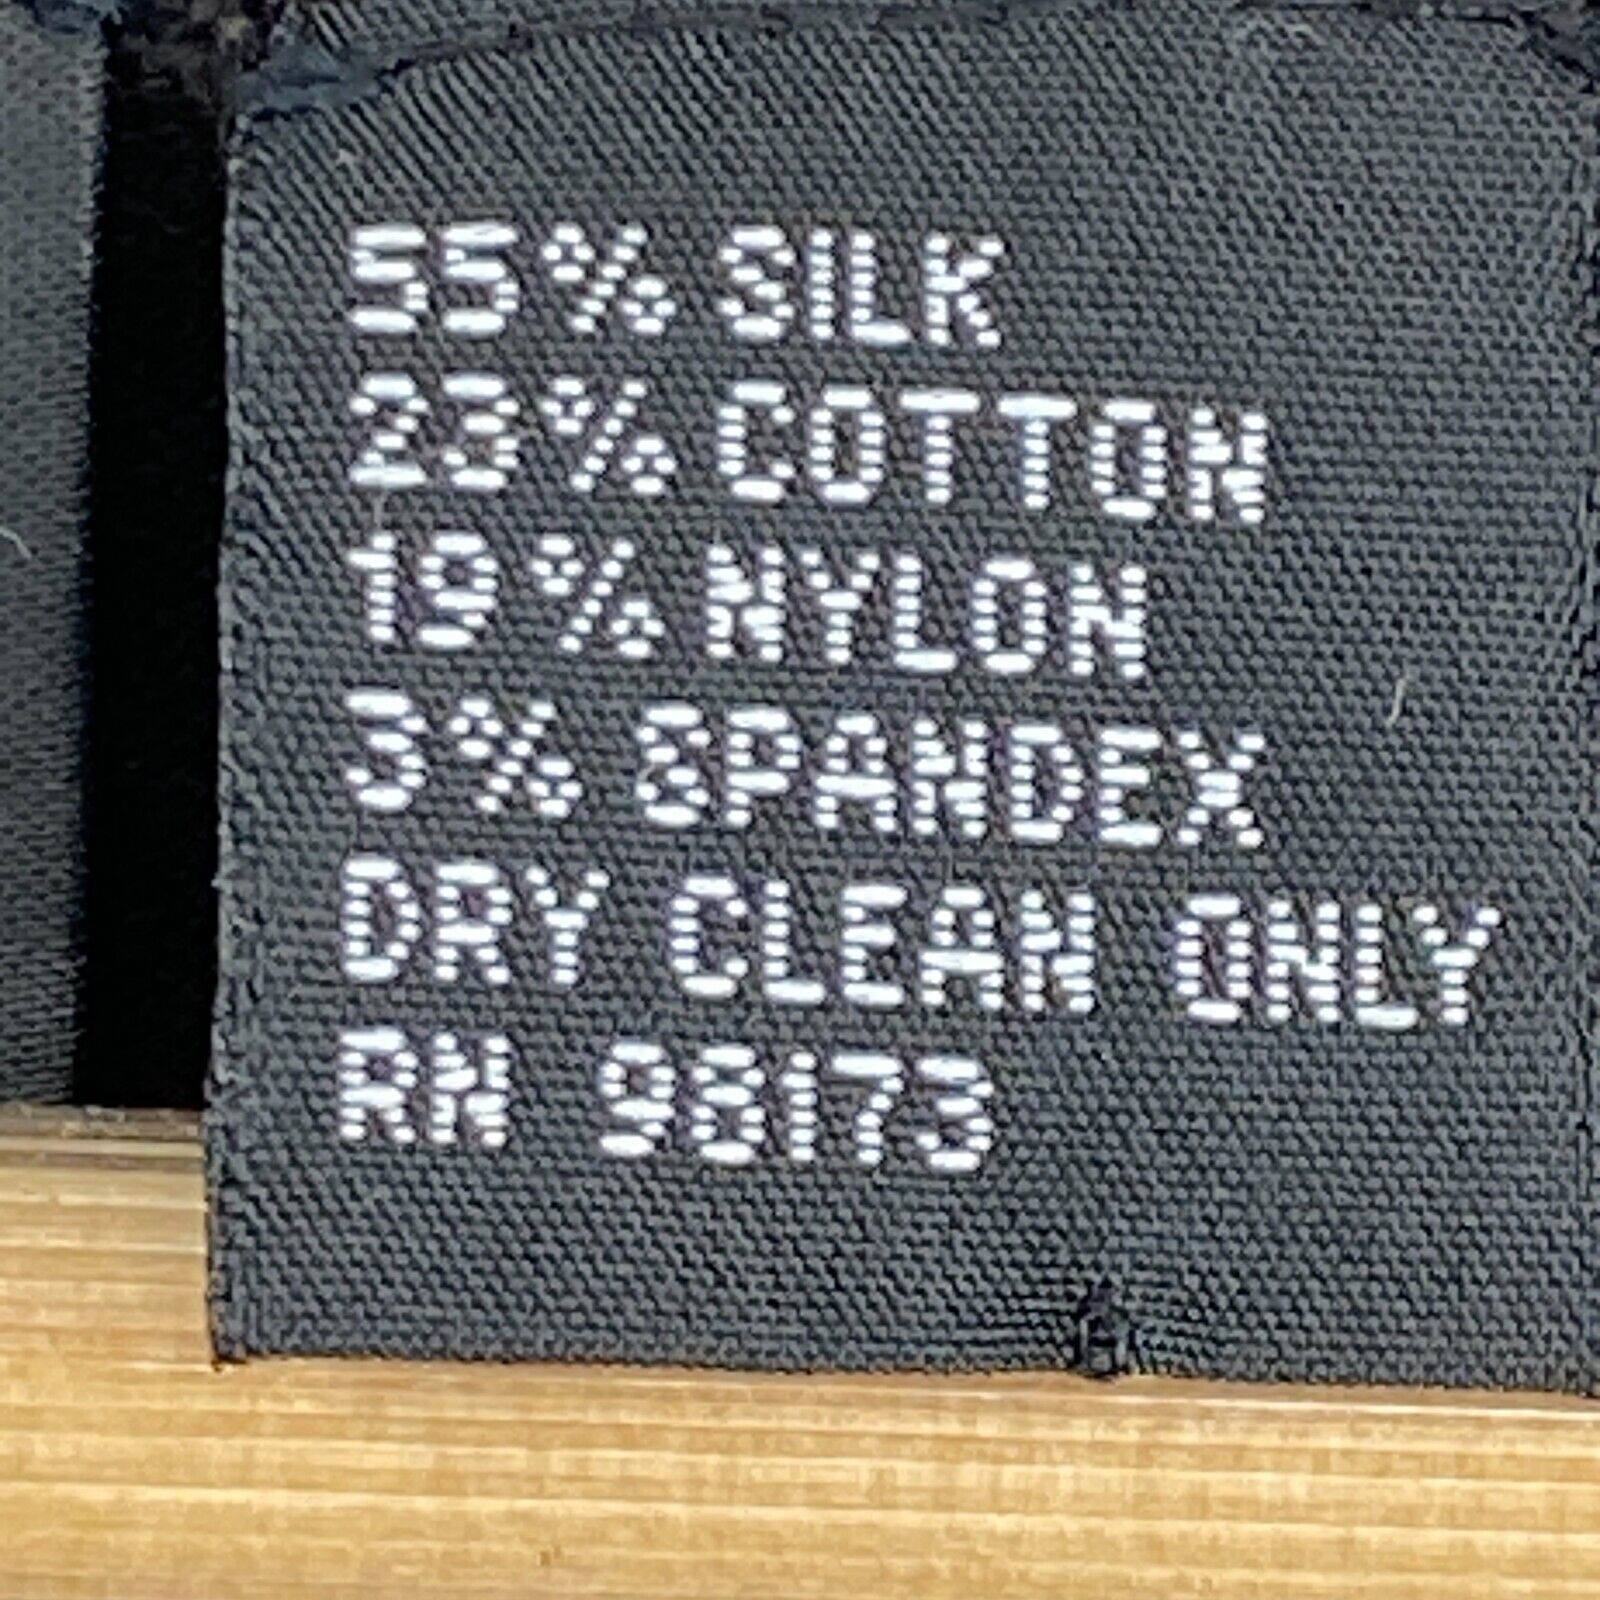 55% SILK
23% COTTON
19% NYLON
3% SPANDEX
DRY CLEAN ONLY
RN 98173